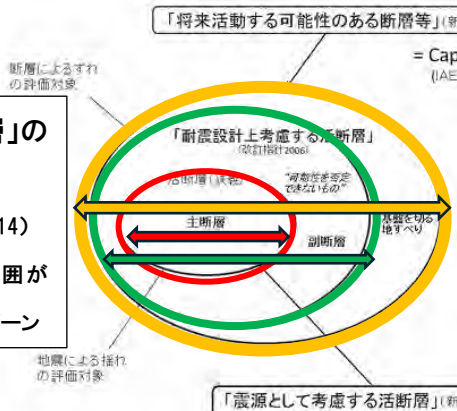 「将来活動する可能性のある断層等」(新
= Cap
(IAE
断層によるずれ
の評価対象
層」の
「耐震設計上考慮する活断層」
(改訂指針2006)
活断層(狭義)
"可能性を否定
できないもの"
14)
主断層
副断層
基盤を切る
地すべり
囲が
ーン
地震による揺れ
の評価対象
「震源として考慮する活断層」(新